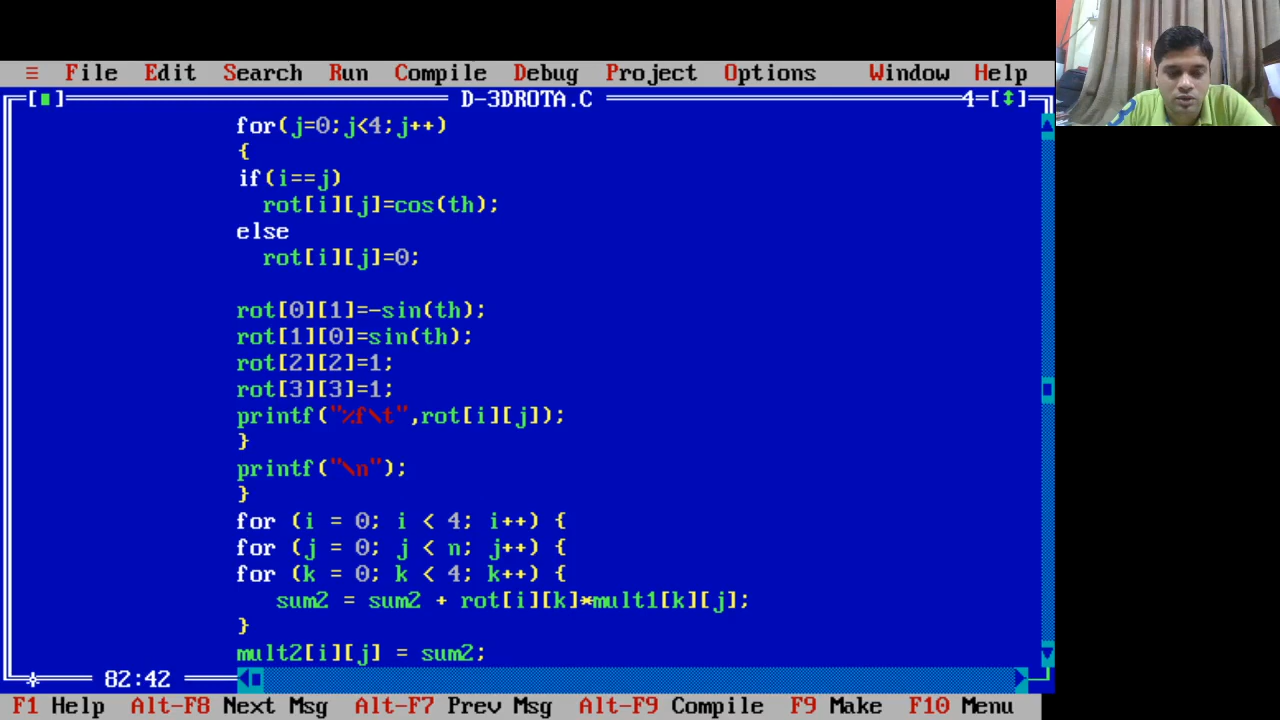 ≡ File Edit Search Run Compile Debug Project Options Window Help
[■] D-3DROTA.C 4=[↕]
for(j=0;j<4;j++)
{
if(i==j)
rot[i][j]=cos(th);
else
rot[i][j]=0;
rot[0][1]=-sin(th);
rot[1][0]=sin(th);
rot[2][2]=1;
rot[3][3]=1;
printf("%f\t",rot[i][j]);
}
printf("\n");
}
for (i = 0; i < 4; i++) {
for (j = 0; j < n; j++) {
for (k = 0; k < 4; k++) {
sum2 = sum2 + rot[i][k]*mult1[k][j];
}
mult2[i][j] = sum2;
82:42
F1 Help Alt-F8 Next Msg Alt-F7 Prev Msg Alt-F9 Compile F9 Make F10 Menu